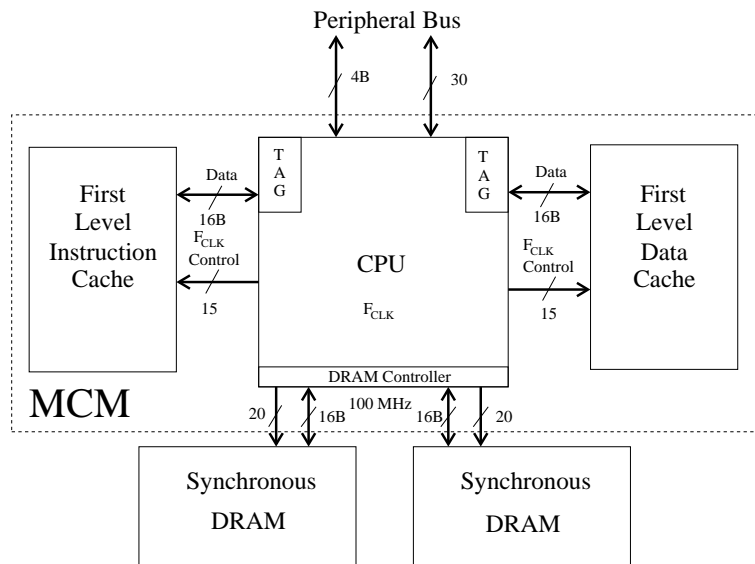 Peripheral Bus
4B
30
First
Level
Instruction
Cache
Data
16B
F_CLK
Control
15
T
A
G
CPU
F_CLK
T
A
G
Data
16B
F_CLK
Control
15
First
Level
Data
Cache
DRAM Controller
MCM
20
16B
100 MHz
16B
20
Synchronous
DRAM
Synchronous
DRAM